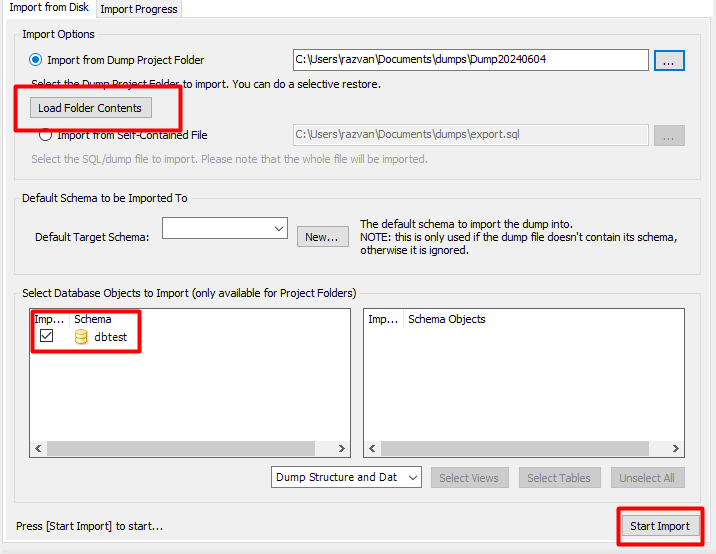 Import from Disk Import Progress
Import Options
Import from Dump Project Folder C:\Users\razvan\Documents\dumps\Dump20240604 ...
Select the Dump Project Folder to import. You can do a selective restore.
Load Folder Contents
Import from Self-Contained File C:\Users\razvan\Documents\dumps\export.sql ...
Select the SQL/dump file to import. Please note that the whole file will be imported.
Default Schema to be Imported To
Default Target Schema: New... The default schema to import the dump into.
NOTE: this is only used if the dump file doesn't contain its schema,
otherwise it is ignored.
Select Database Objects to Import (only available for Project Folders)
Imp... Schema Imp... Schema Objects
dbtest
Dump Structure and Dat Select Views Select Tables Unselect All
Press [Start Import] to start... Start Import